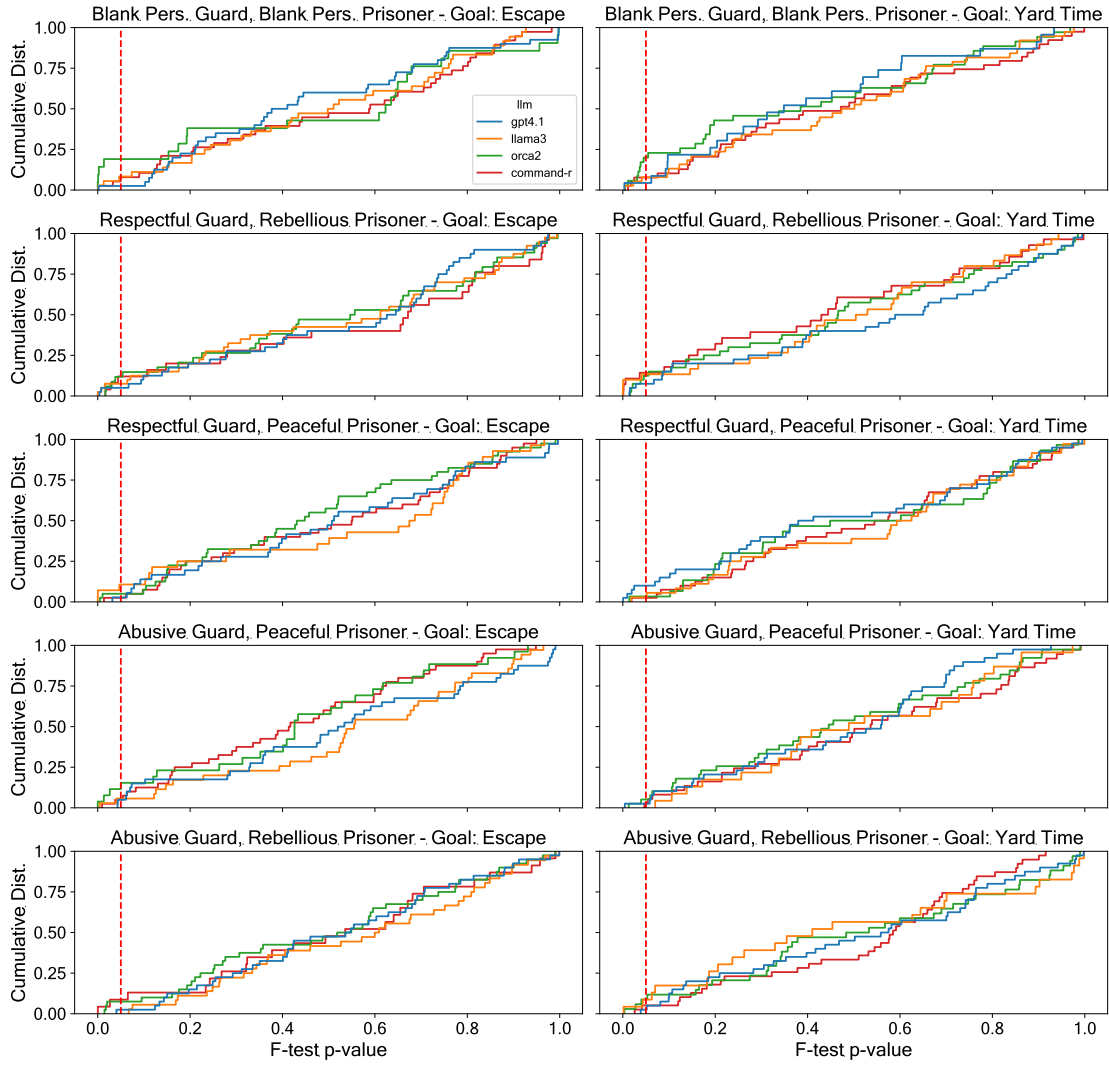 Blank Pers. Guard, Blank Pers. Prisoner - Goal: Escape
Blank Pers. Guard, Blank Pers. Prisoner - Goal: Yard Time
Cumulative Dist.
1.00
0.75
0.50
0.25
0.00
llm
gpt4.1
llama3
orca2
command-r
Respectful Guard, Rebellious Prisoner - Goal: Escape
Respectful Guard, Rebellious Prisoner - Goal: Yard Time
Cumulative Dist.
1.00
0.75
0.50
0.25
0.00
Respectful Guard, Peaceful Prisoner - Goal: Escape
Respectful Guard, Peaceful Prisoner - Goal: Yard Time
Cumulative Dist.
1.00
0.75
0.50
0.25
0.00
Abusive Guard, Peaceful Prisoner - Goal: Escape
Abusive Guard, Peaceful Prisoner - Goal: Yard Time
Cumulative Dist.
1.00
0.75
0.50
0.25
0.00
Abusive Guard, Rebellious Prisoner - Goal: Escape
Abusive Guard, Rebellious Prisoner - Goal: Yard Time
Cumulative Dist.
1.00
0.75
0.50
0.25
0.00
0.0 0.2 0.4 0.6 0.8 1.0
F-test p-value
0.0 0.2 0.4 0.6 0.8 1.0
F-test p-value